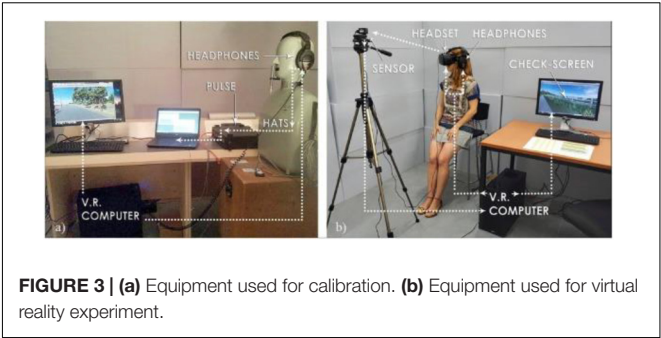 HEADPHONES
PULSE
HATS
V.R.
COMPUTER
a)
HEADSET HEADPHONES
SENSOR
CHECK-SCREEN
V.R.
COMPUTER
b)
FIGURE 3 | (a) Equipment used for calibration. (b) Equipment used for virtual
reality experiment.